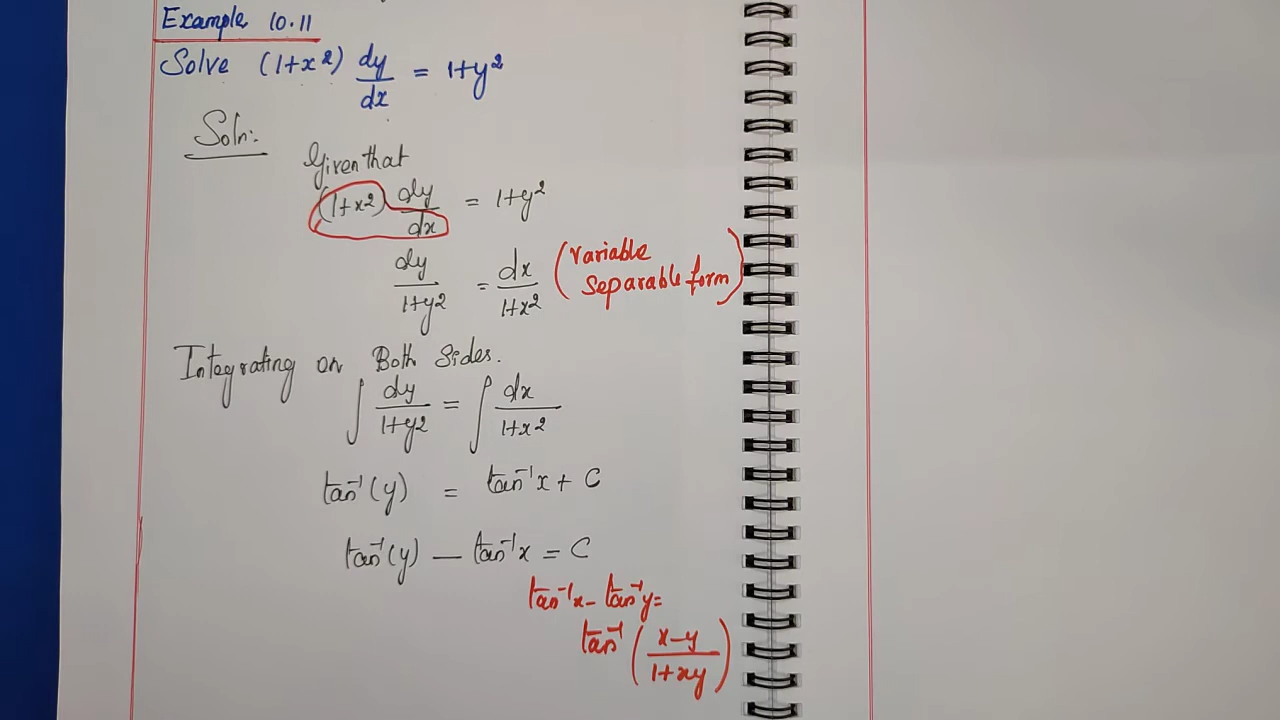 Example 10.11
Solve (1+x²) dy/dx = 1+y²
Soln:
Given that
(1+x²) dy/dx = 1+y²
dy/1+y² = dx/1+x² (variable separable form)
Integrating on Both Sides.
∫ dy/1+y² = ∫ dx/1+x²
tan⁻¹(y) = tan⁻¹x + C
tan⁻¹(y) — tan⁻¹x = C
tan⁻¹x - tan⁻¹y =
tan⁻¹ (x-y/1+xy)